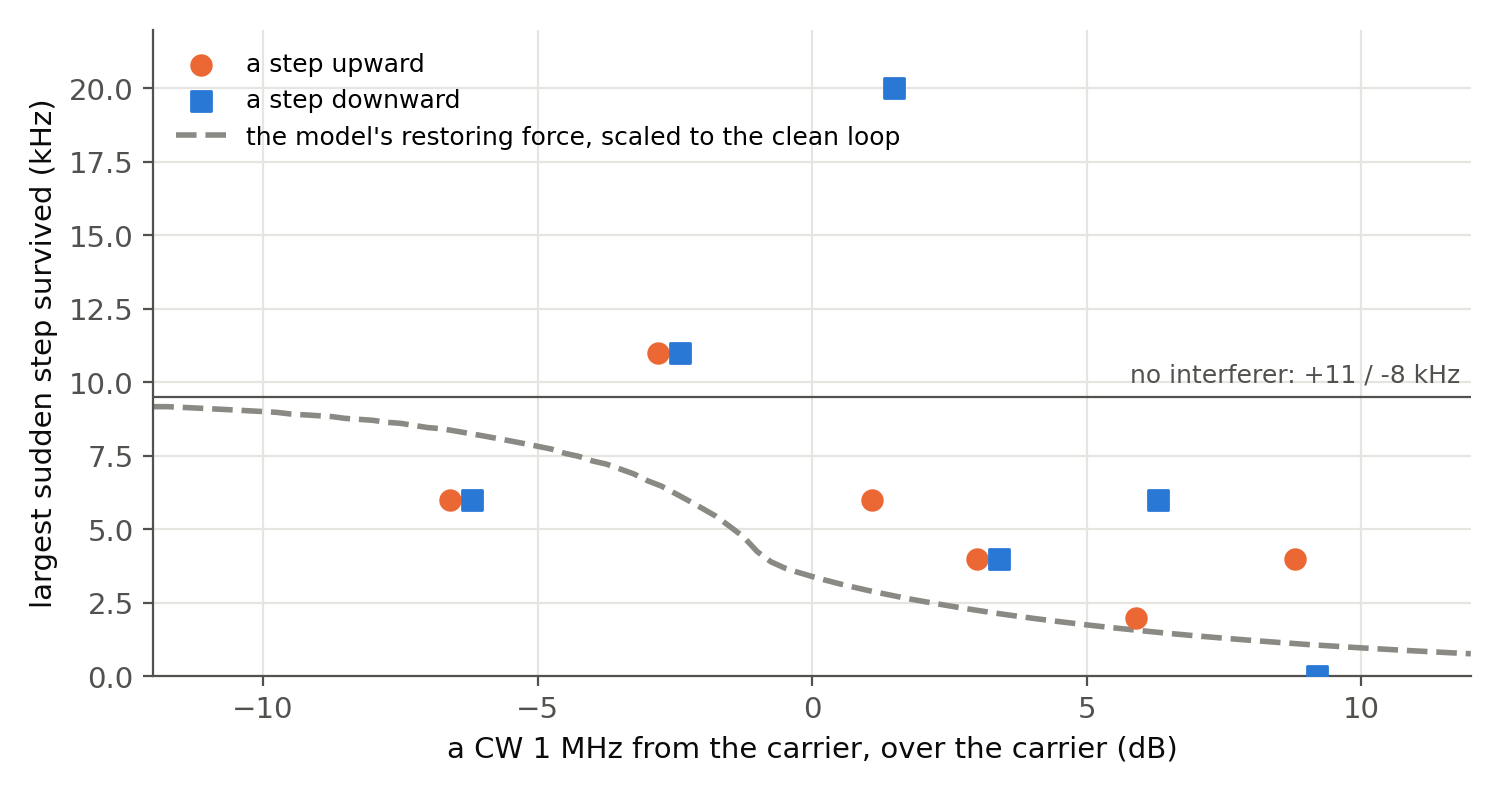 a step upward
a step downward
the model's restoring force, scaled to the clean loop
largest sudden step survived (kHz)
20.0
17.5
15.0
12.5
10.0
7.5
5.0
2.5
0.0
no interferer: +11 / -8 kHz
−10
−5
0
5
10
a CW 1 MHz from the carrier, over the carrier (dB)